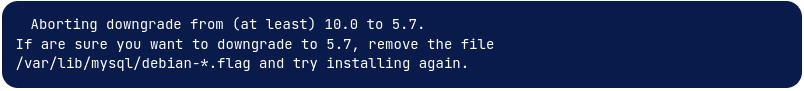 Aborting downgrade from (at least) 10.0 to 5.7.
If are sure you want to downgrade to 5.7, remove the file
/var/lib/mysql/debian-*.flag and try installing again.